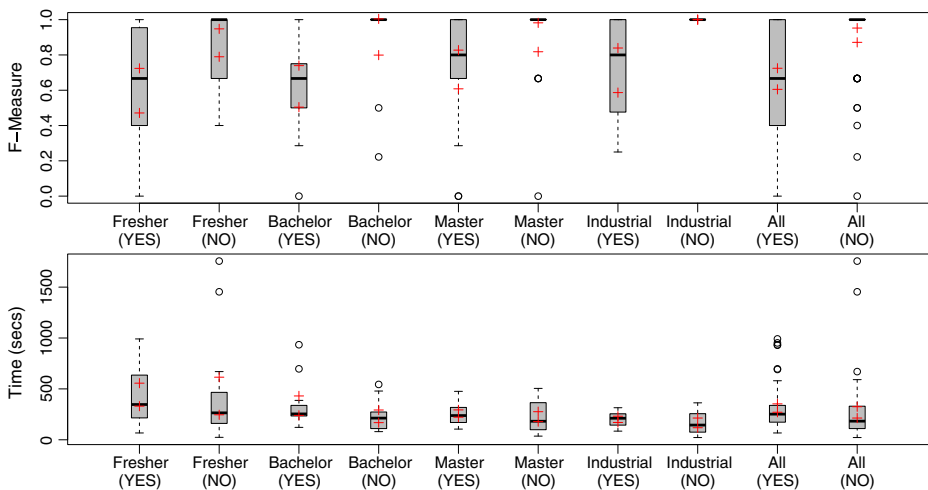 F−Measure
0.0 0.2 0.4 0.6 0.8 1.0
Fresher Fresher Bachelor Bachelor Master Master Industrial Industrial All All
(YES) (NO) (YES) (NO) (YES) (NO) (YES) (NO) (YES) (NO)
Time (secs)
0 500 1000 1500
Fresher Fresher Bachelor Bachelor Master Master Industrial Industrial All All
(YES) (NO) (YES) (NO) (YES) (NO) (YES) (NO) (YES) (NO)